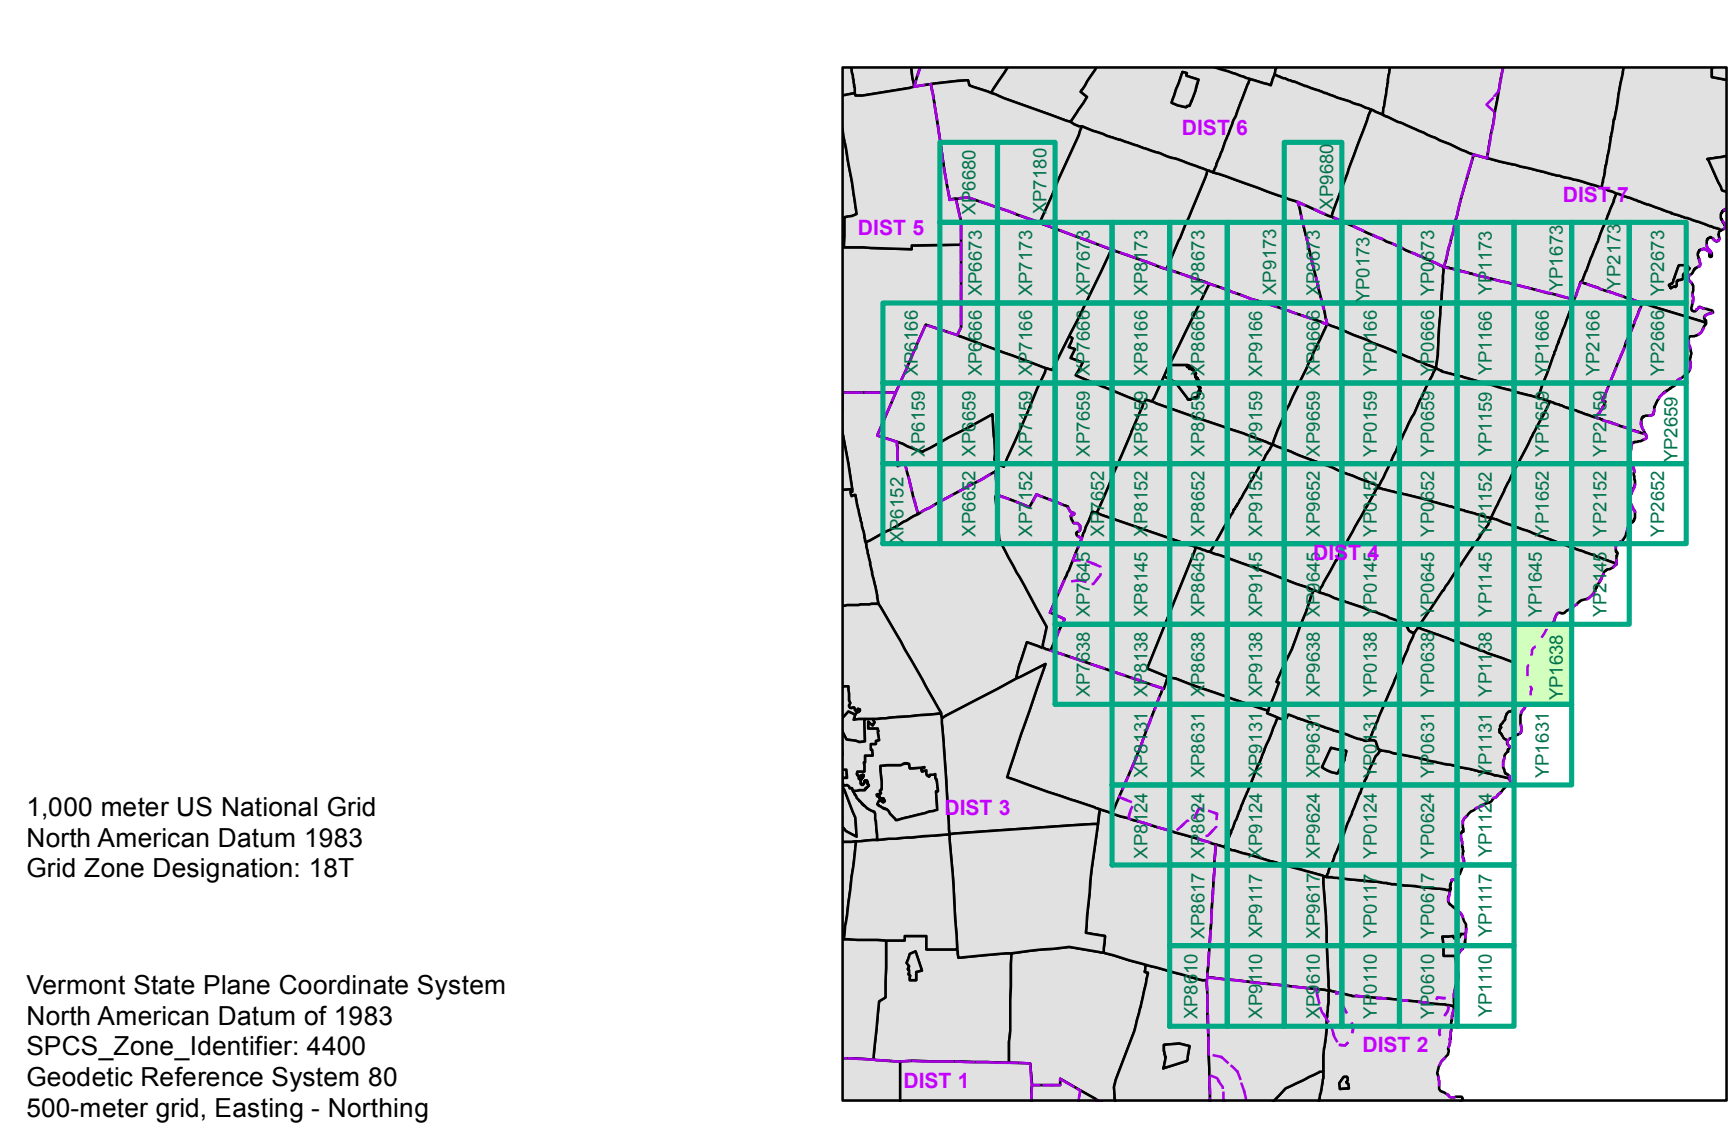 DIST 6
XP6680
XP7180
XP9680
DIST 7
DIST 5
XP6673
XP7173
XP7673
XP8173
XP8673
XP9173
XP9673
YP0173
YP0673
YP1173
YP1673
YP2173
YP2673
XP6166
XP6666
XP7166
XP7666
XP8166
XP8666
XP9166
XP9666
YP0166
YP0666
YP1166
YP1666
YP2166
YP2666
XP6159
XP6659
XP7159
XP7659
XP8159
XP8659
XP9159
XP9659
YP0159
YP0659
YP1159
YP1659
YP2159
YP2659
XP6152
XP6652
XP7152
XP7652
XP8152
XP8652
XP9152
XP9652
YP0152
YP0652
YP1152
YP1652
YP2152
YP2652
DIST 4
XP7645
XP8145
XP8645
XP9145
XP9645
YP0145
YP0645
YP1145
YP1645
YP2145
XP7638
XP8138
XP8638
XP9138
XP9638
YP0138
YP0638
YP1138
YP1638
XP8131
XP8631
XP9131
XP9631
YP0131
YP0631
YP1131
YP1631
DIST 3
XP8124
XP8624
XP9124
XP9624
YP0124
YP0624
YP1124
XP8617
XP9117
XP9617
YP0117
YP0617
YP1117
XP8610
XP9110
XP9610
YP0110
YP0610
YP1110
DIST 2
DIST 1
1,000 meter US National Grid
North American Datum 1983
Grid Zone Designation: 18T
Vermont State Plane Coordinate System
North American Datum of 1983
SPCS_Zone_Identifier: 4400
Geodetic Reference System 80
500-meter grid, Easting - Northing